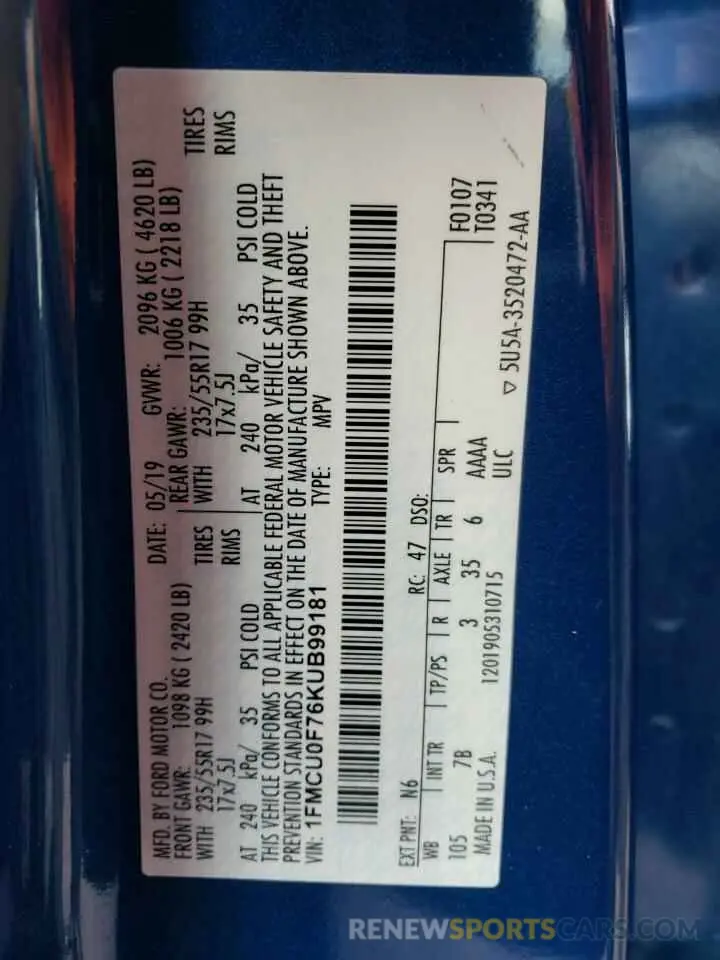 MFD. BY FORD MOTOR CO.
DATE: 05/19 GVWR: 2096 KG ( 4620 LB)
FRONT GAWR: 1098 KG ( 2420 LB)
REAR GAWR: 1006 KG ( 2218 LB)
WITH 235/55R17 99H TIRES
WITH 235/55R17 99H TIRES
17x7.5J RIMS
17x7.5J RIMS
AT 240 kPa/ 35 PSI COLD
AT 240 kPa/ 35 PSI COLD
THIS VEHICLE CONFORMS TO ALL APPLICABLE FEDERAL MOTOR VEHICLE SAFETY AND THEFT
PREVENTION STANDARDS IN EFFECT ON THE DATE OF MANUFACTURE SHOWN ABOVE.
VIN: 1FMCU0F76KUB99181 TYPE: MPV
EXT PNT: N6 RC: 47 DSO:
F0107
WB INT TR TP/PS R AXLE TR SPR T0341
105 7B 3 35 6 AAAA
MADE IN U.S.A. 1201905310715 ULC
▽ 5U5A-3520472-AA
RENEWSPORTSCARS.COM